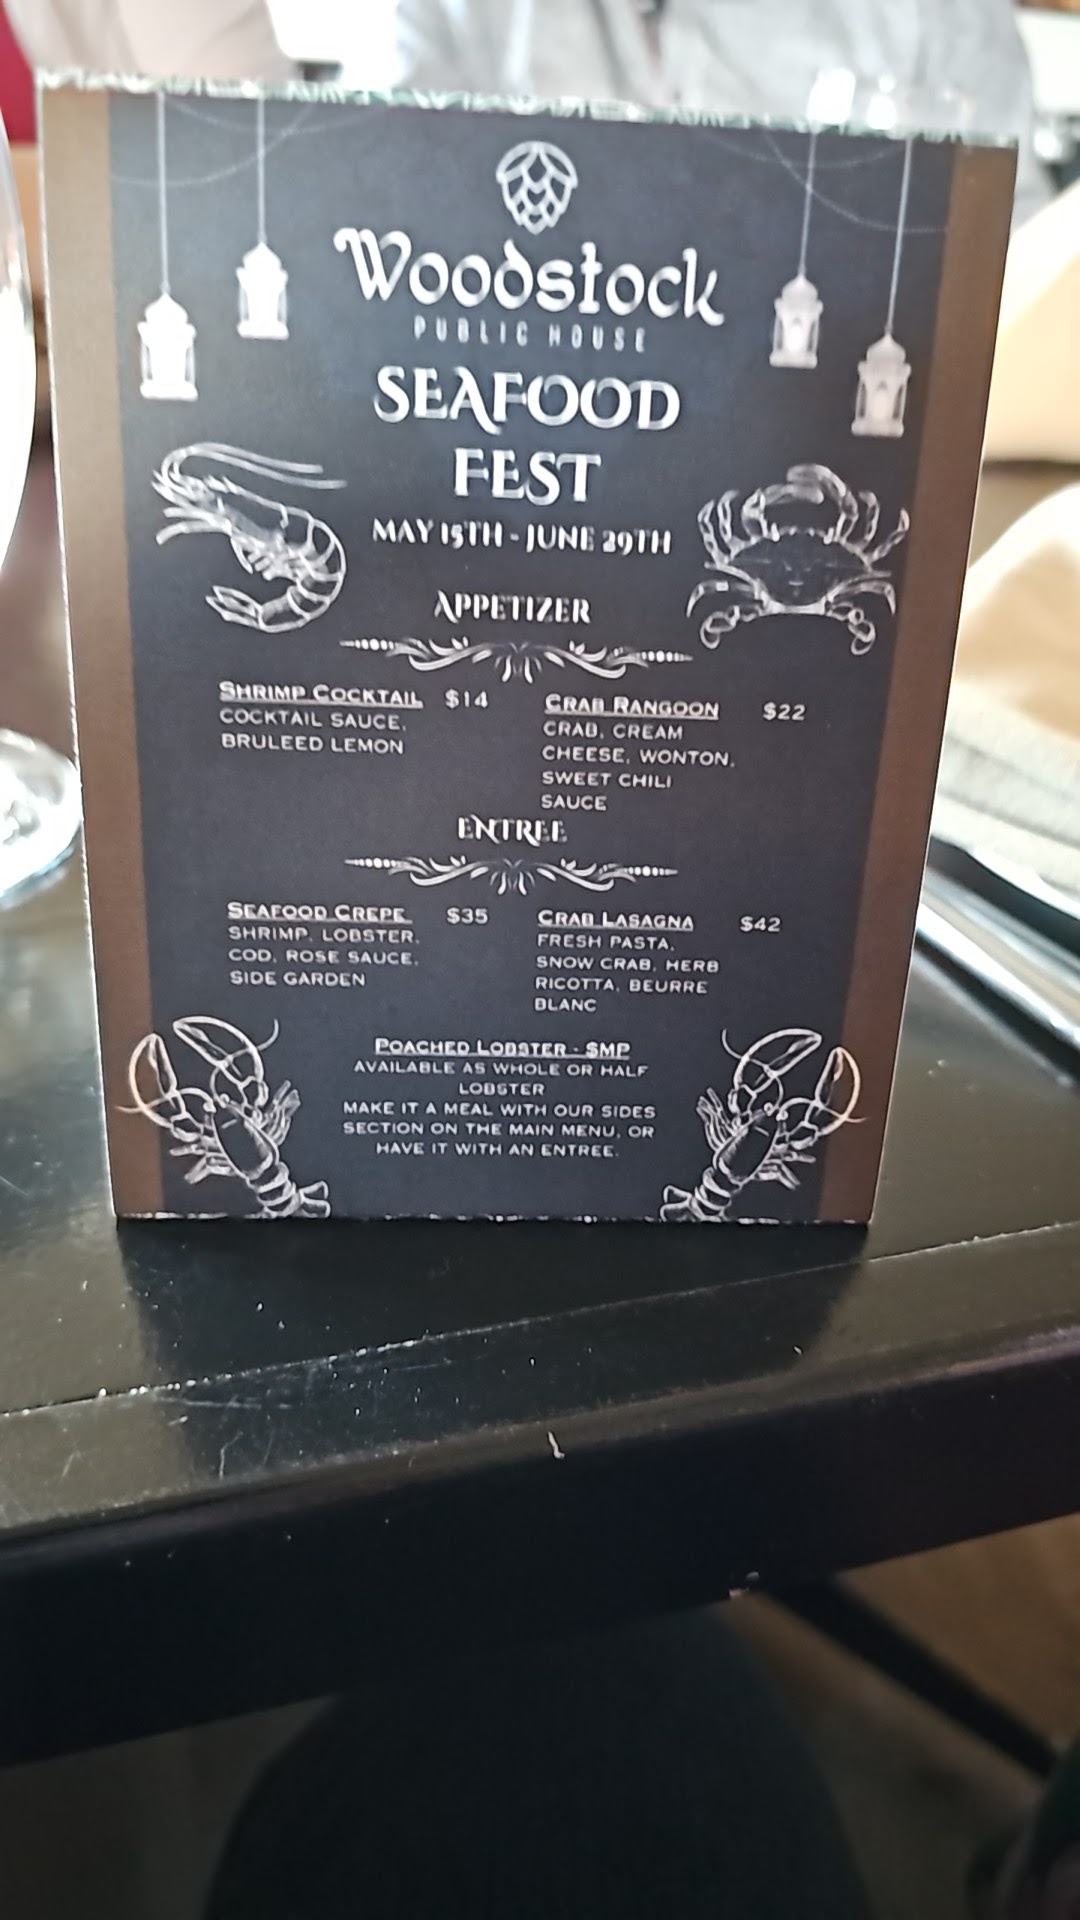 Woodstock
PUBLIC HOUSE
SEAFOOD
FEST
MAY 15TH - JUNE 29TH
APPETIZER
SHRIMP COCKTAIL $14
COCKTAIL SAUCE,
BRULEED LEMON
CRAB RANGOON $22
CRAB, CREAM
CHEESE, WONTON,
SWEET CHILI
SAUCE
ENTREE
SEAFOOD CREPE $35
SHRIMP, LOBSTER,
COD, ROSE SAUCE,
SIDE GARDEN
CRAB LASAGNA $42
FRESH PASTA,
SNOW CRAB, HERB
RICOTTA, BEURRE
BLANC
POACHED LOBSTER - $MP
AVAILABLE AS WHOLE OR HALF
LOBSTER
MAKE IT A MEAL WITH OUR SIDES
SECTION ON THE MAIN MENU, OR
HAVE IT WITH AN ENTREE.